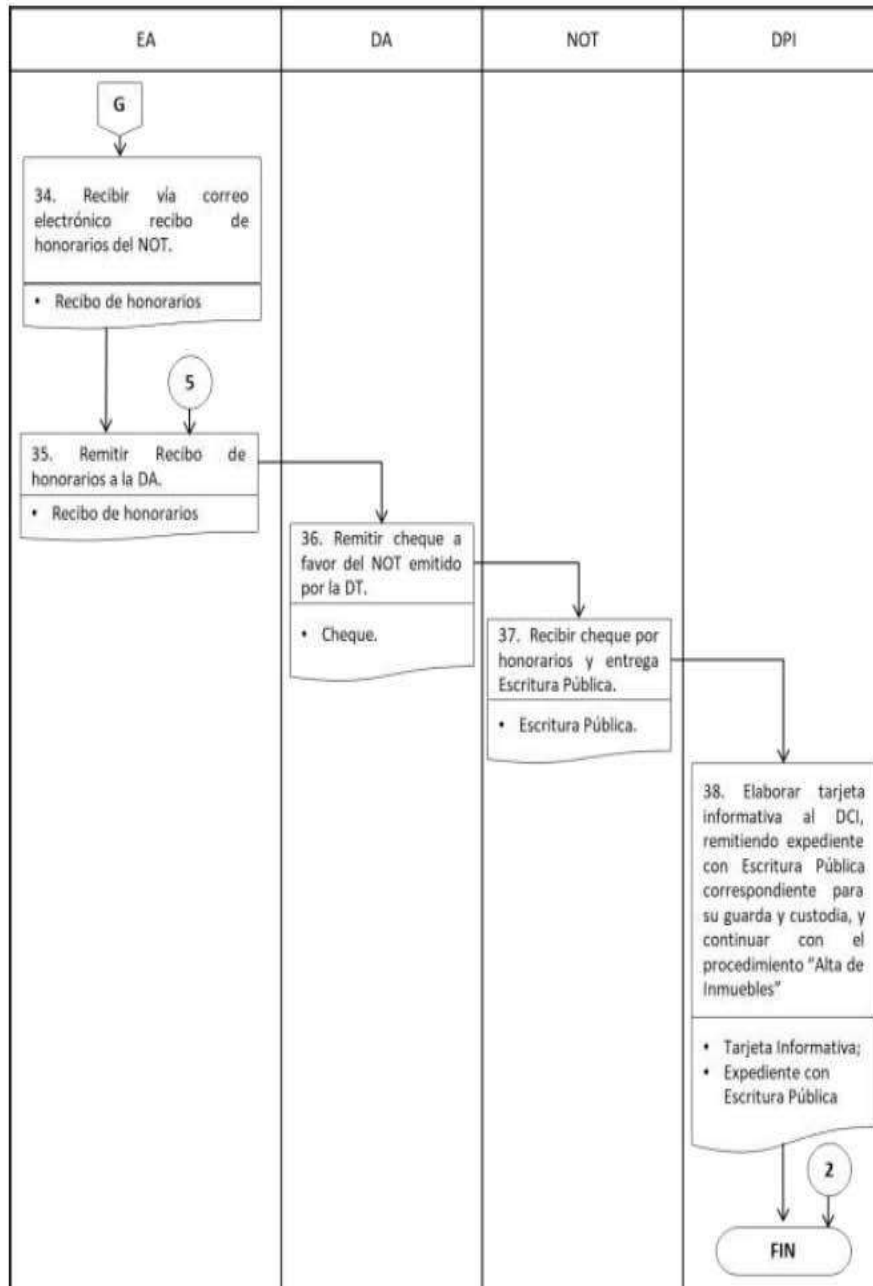 EA
DA
NOT
DPI
G
34. Recibir vía correo
electrónico recibo de
honorarios del NOT.
• Recibo de honorarios
5
35. Remitir Recibo de
honorarios a la DA.
• Recibo de honorarios
36. Remitir cheque a
favor del NOT emitido
por la DT.
• Cheque.
37. Recibir cheque por
honorarios y entrega
Escritura Pública.
• Escritura Pública.
38. Elaborar tarjeta
informativa al DCI,
remitiendo expediente
con Escritura Pública
correspondiente para
su guarda y custodia, y
continuar con el
procedimiento "Alta de
Inmuebles"
• Tarjeta Informativa;
• Expediente con
Escritura Pública
2
FIN